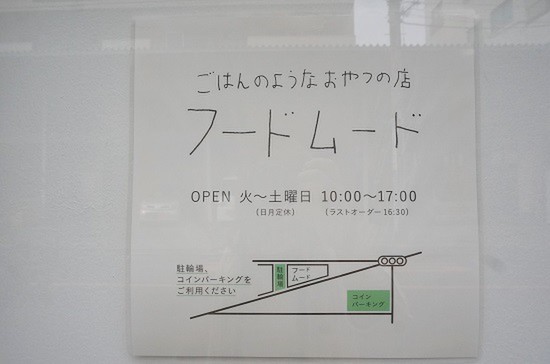 ごはんのようなおやつの店
フードムード
OPEN 火〜土曜日 10:00〜17:00
(日月定休) (ラストオーダー 16:30)
駐輪場、
コインパーキングを
ご利用ください
駐輪場
フード
ムード
コイン
パーキング